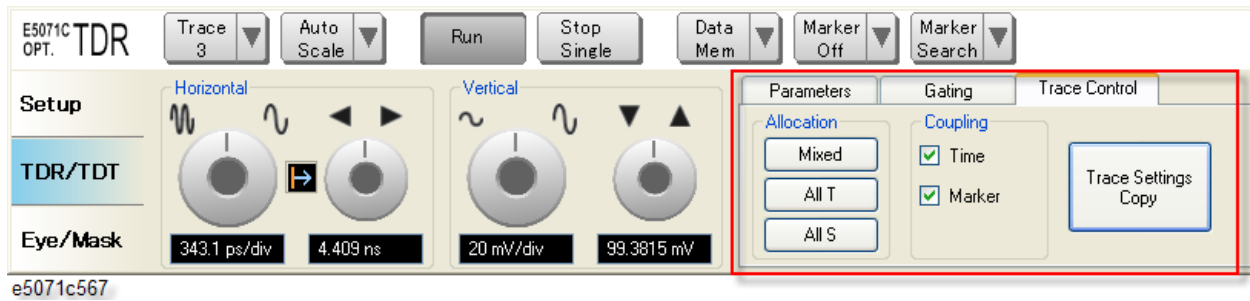 E5071C OPT. TDR
Trace 3
Auto Scale
Run
Stop Single
Data Mem
Marker Off
Marker Search
Setup
TDR/TDT
Eye/Mask
Horizontal
343.1 ps/div
4.409 ns
Vertical
20 mV/div
99.3815 mV
Parameters
Gating
Trace Control
Allocation
Mixed
All T
All S
Coupling
Time
Marker
Trace Settings
Copy
e5071c567